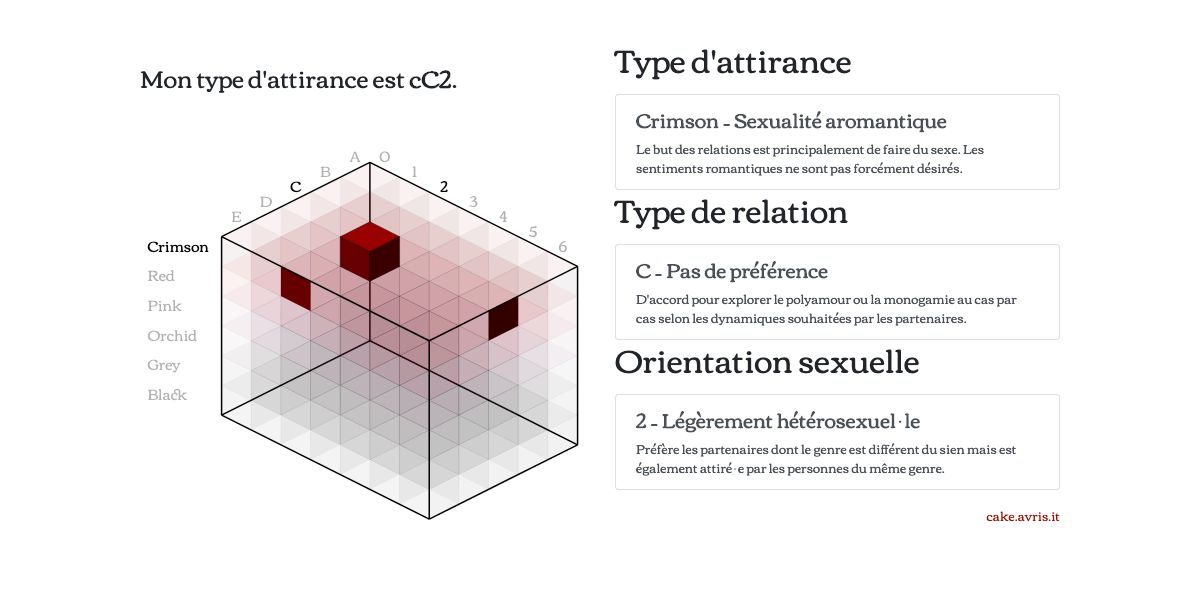 Mon type d'attirance est cC2.
A O
B 1
C 2
D 3
E 4
5
6
Crimson
Red
Pink
Orchid
Grey
Black
Type d'attirance
Crimson - Sexualité aromantique
Le but des relations est principalement de faire du sexe. Les
sentiments romantiques ne sont pas forcément désirés.
Type de relation
C - Pas de préférence
D'accord pour explorer le polyamour ou la monogamie au cas par
cas selon les dynamiques souhaitées par les partenaires.
Orientation sexuelle
2 - Légèrement hétérosexuel·le
Préfère les partenaires dont le genre est différent du sien mais est
également attiré·e par les personnes du même genre.
cake.avris.it